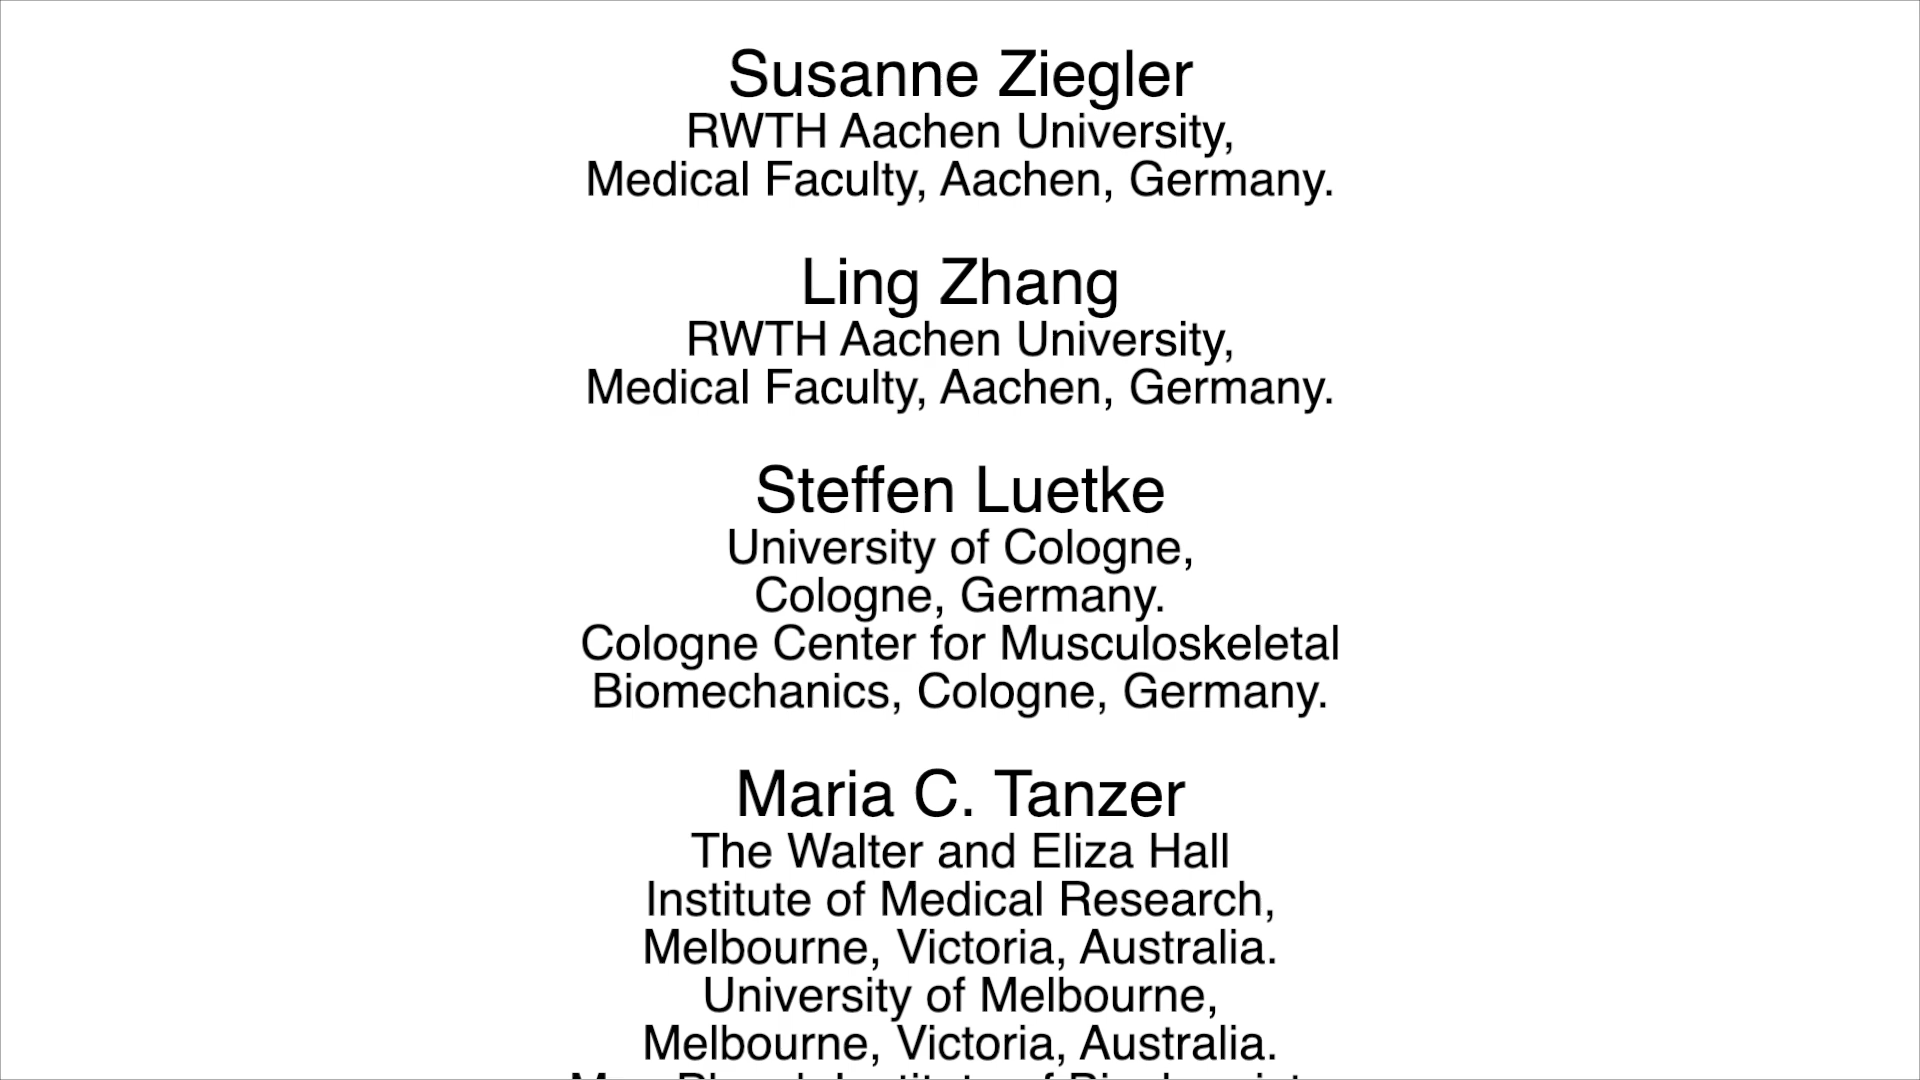 Susanne Ziegler
RWTH Aachen University,
Medical Faculty, Aachen, Germany.
Ling Zhang
RWTH Aachen University,
Medical Faculty, Aachen, Germany.
Steffen Luetke
University of Cologne,
Cologne, Germany.
Cologne Center for Musculoskeletal
Biomechanics, Cologne, Germany.
Maria C. Tanzer
The Walter and Eliza Hall
Institute of Medical Research,
Melbourne, Victoria, Australia.
University of Melbourne,
Melbourne, Victoria, Australia.